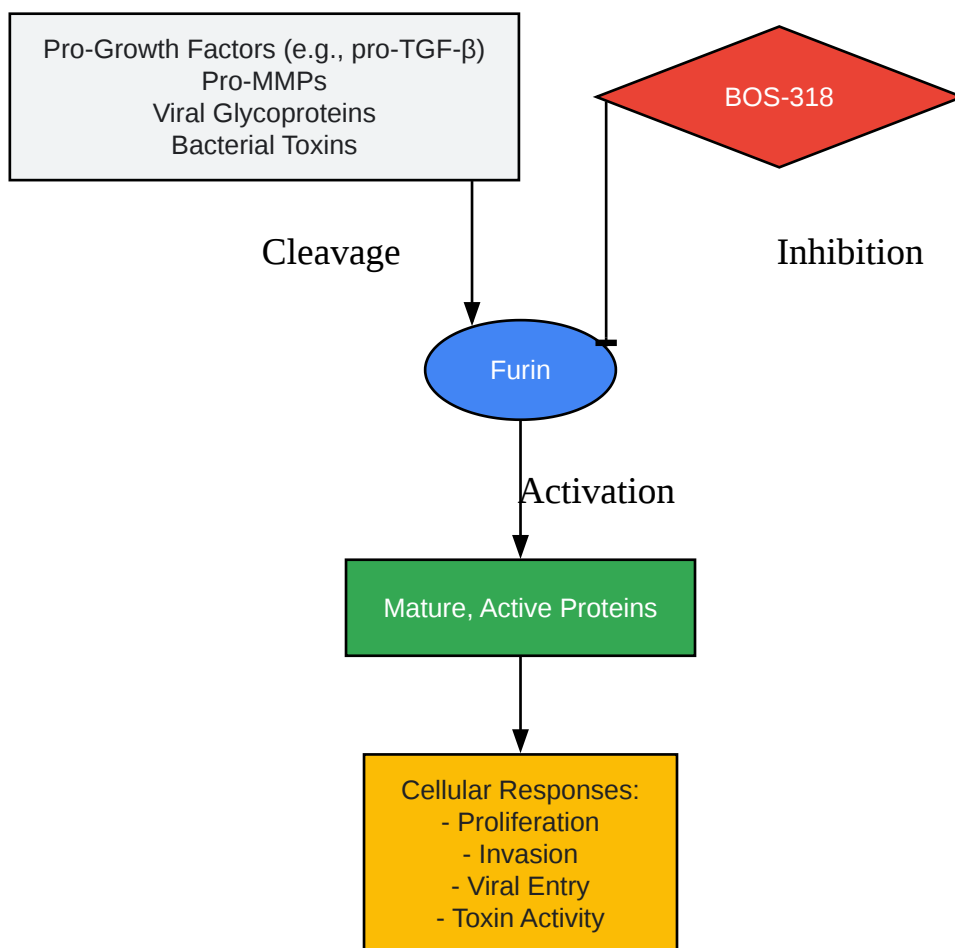 Pro-Growth Factors (e.g., pro-TGF-β)
Pro-MMPs
Viral Glycoproteins
Bacterial Toxins
BOS-318
Cleavage
Inhibition
Furin
Activation
Mature, Active Proteins
Cellular Responses:
- Proliferation
- Invasion
- Viral Entry
- Toxin Activity